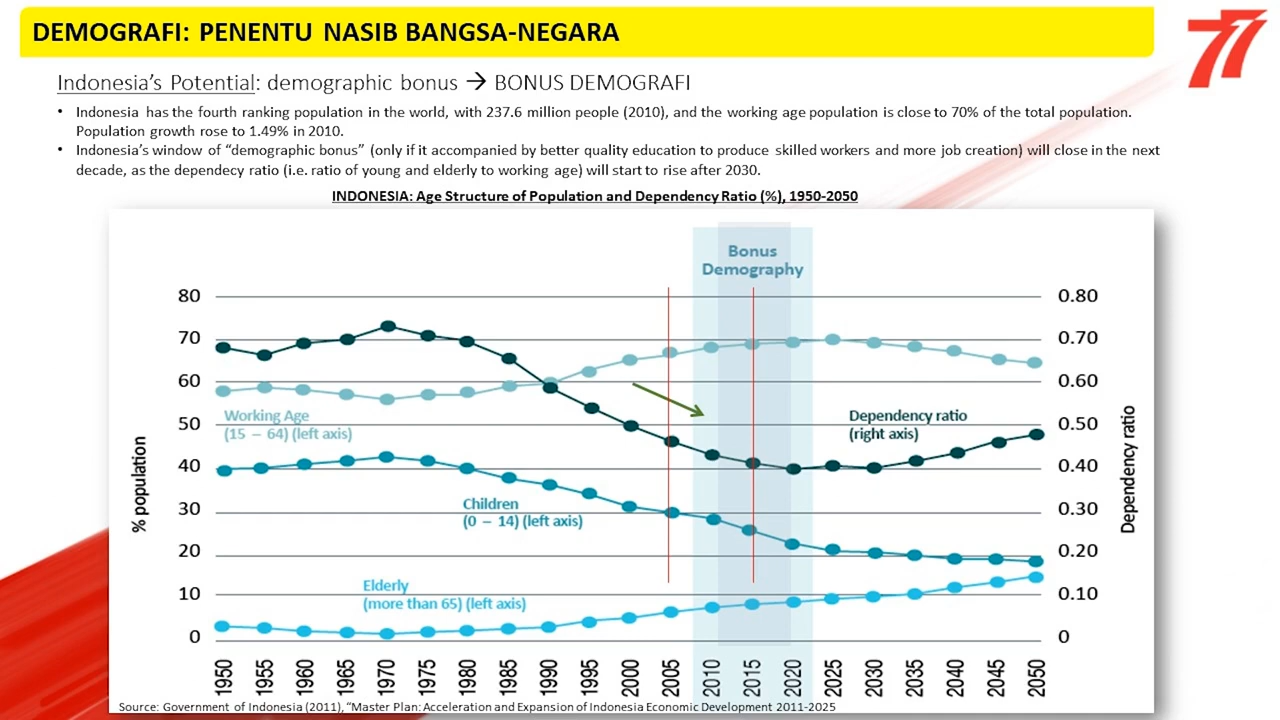 DEMOGRAFI: PENENTU NASIB BANGSA-NEGARA
77
Indonesia's Potential: demographic bonus → BONUS DEMOGRAFI
• Indonesia has the fourth ranking population in the world, with 237.6 million people (2010), and the working age population is close to 70% of the total population.
Population growth rose to 1.49% in 2010.
• Indonesia's window of "demographic bonus" (only if it accompanied by better quality education to produce skilled workers and more job creation) will close in the next
decade, as the dependecy ratio (i.e. ratio of young and elderly to working age) will start to rise after 2030.
INDONESIA: Age Structure of Population and Dependency Ratio (%), 1950-2050
Bonus
Demography
80 0.80
70 0.70
60 0.60
Working Age
(15 – 64) (left axis)
Dependency ratio
(right axis)
50 0.50
40 0.40
Children
(0 – 14) (left axis)
30 0.30
20 0.20
Elderly
(more than 65) (left axis)
10 0.10
0 0
% population
Dependency ratio
1950 1955 1960 1965 1970 1975 1980 1985 1990 1995 2000 2005 2010 2015 2020 2025 2030 2035 2040 2045 2050
Source: Government of Indonesia (2011), "Master Plan: Acceleration and Expansion of Indonesia Economic Development 2011-2025